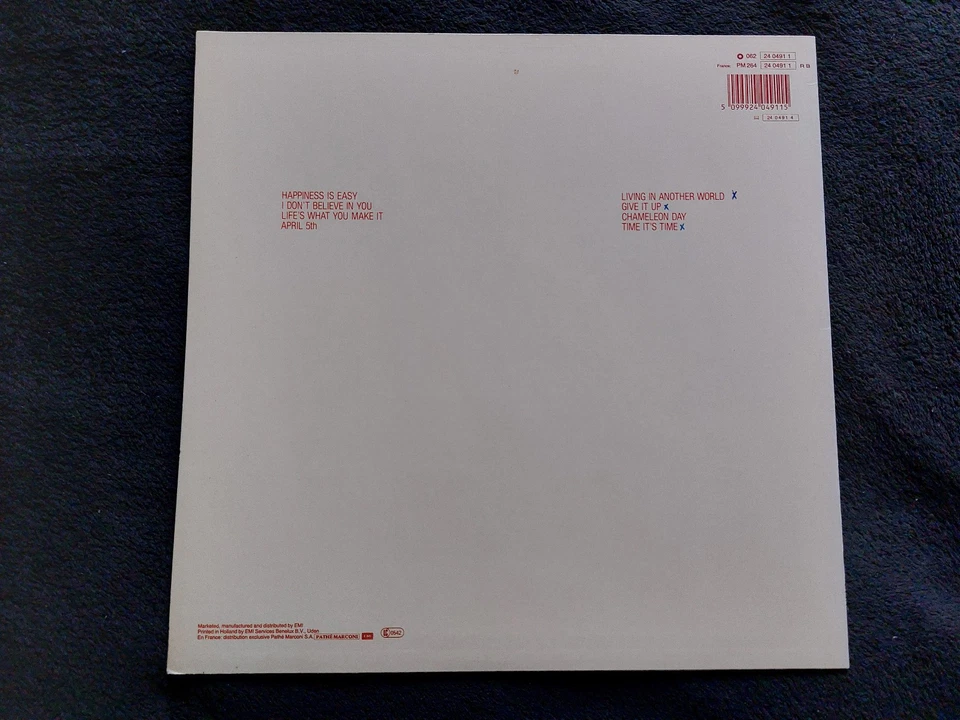 062 24 0491 1
France: PM 264 24 0491 1 R B
5 099924 049115
24 0491 4
HAPPINESS IS EASY
I DON'T BELIEVE IN YOU
LIFE'S WHAT YOU MAKE IT
APRIL 5th
LIVING IN ANOTHER WORLD x
GIVE IT UP x
CHAMELEON DAY
TIME IT'S TIME x
Marketed, manufactured and distributed by EMI
Printed in Holland by EMI Services Benelux B.V., Uden
En France: distribution exclusive Pathé Marconi S.A. PATHÉ MARCONI EMI
0542